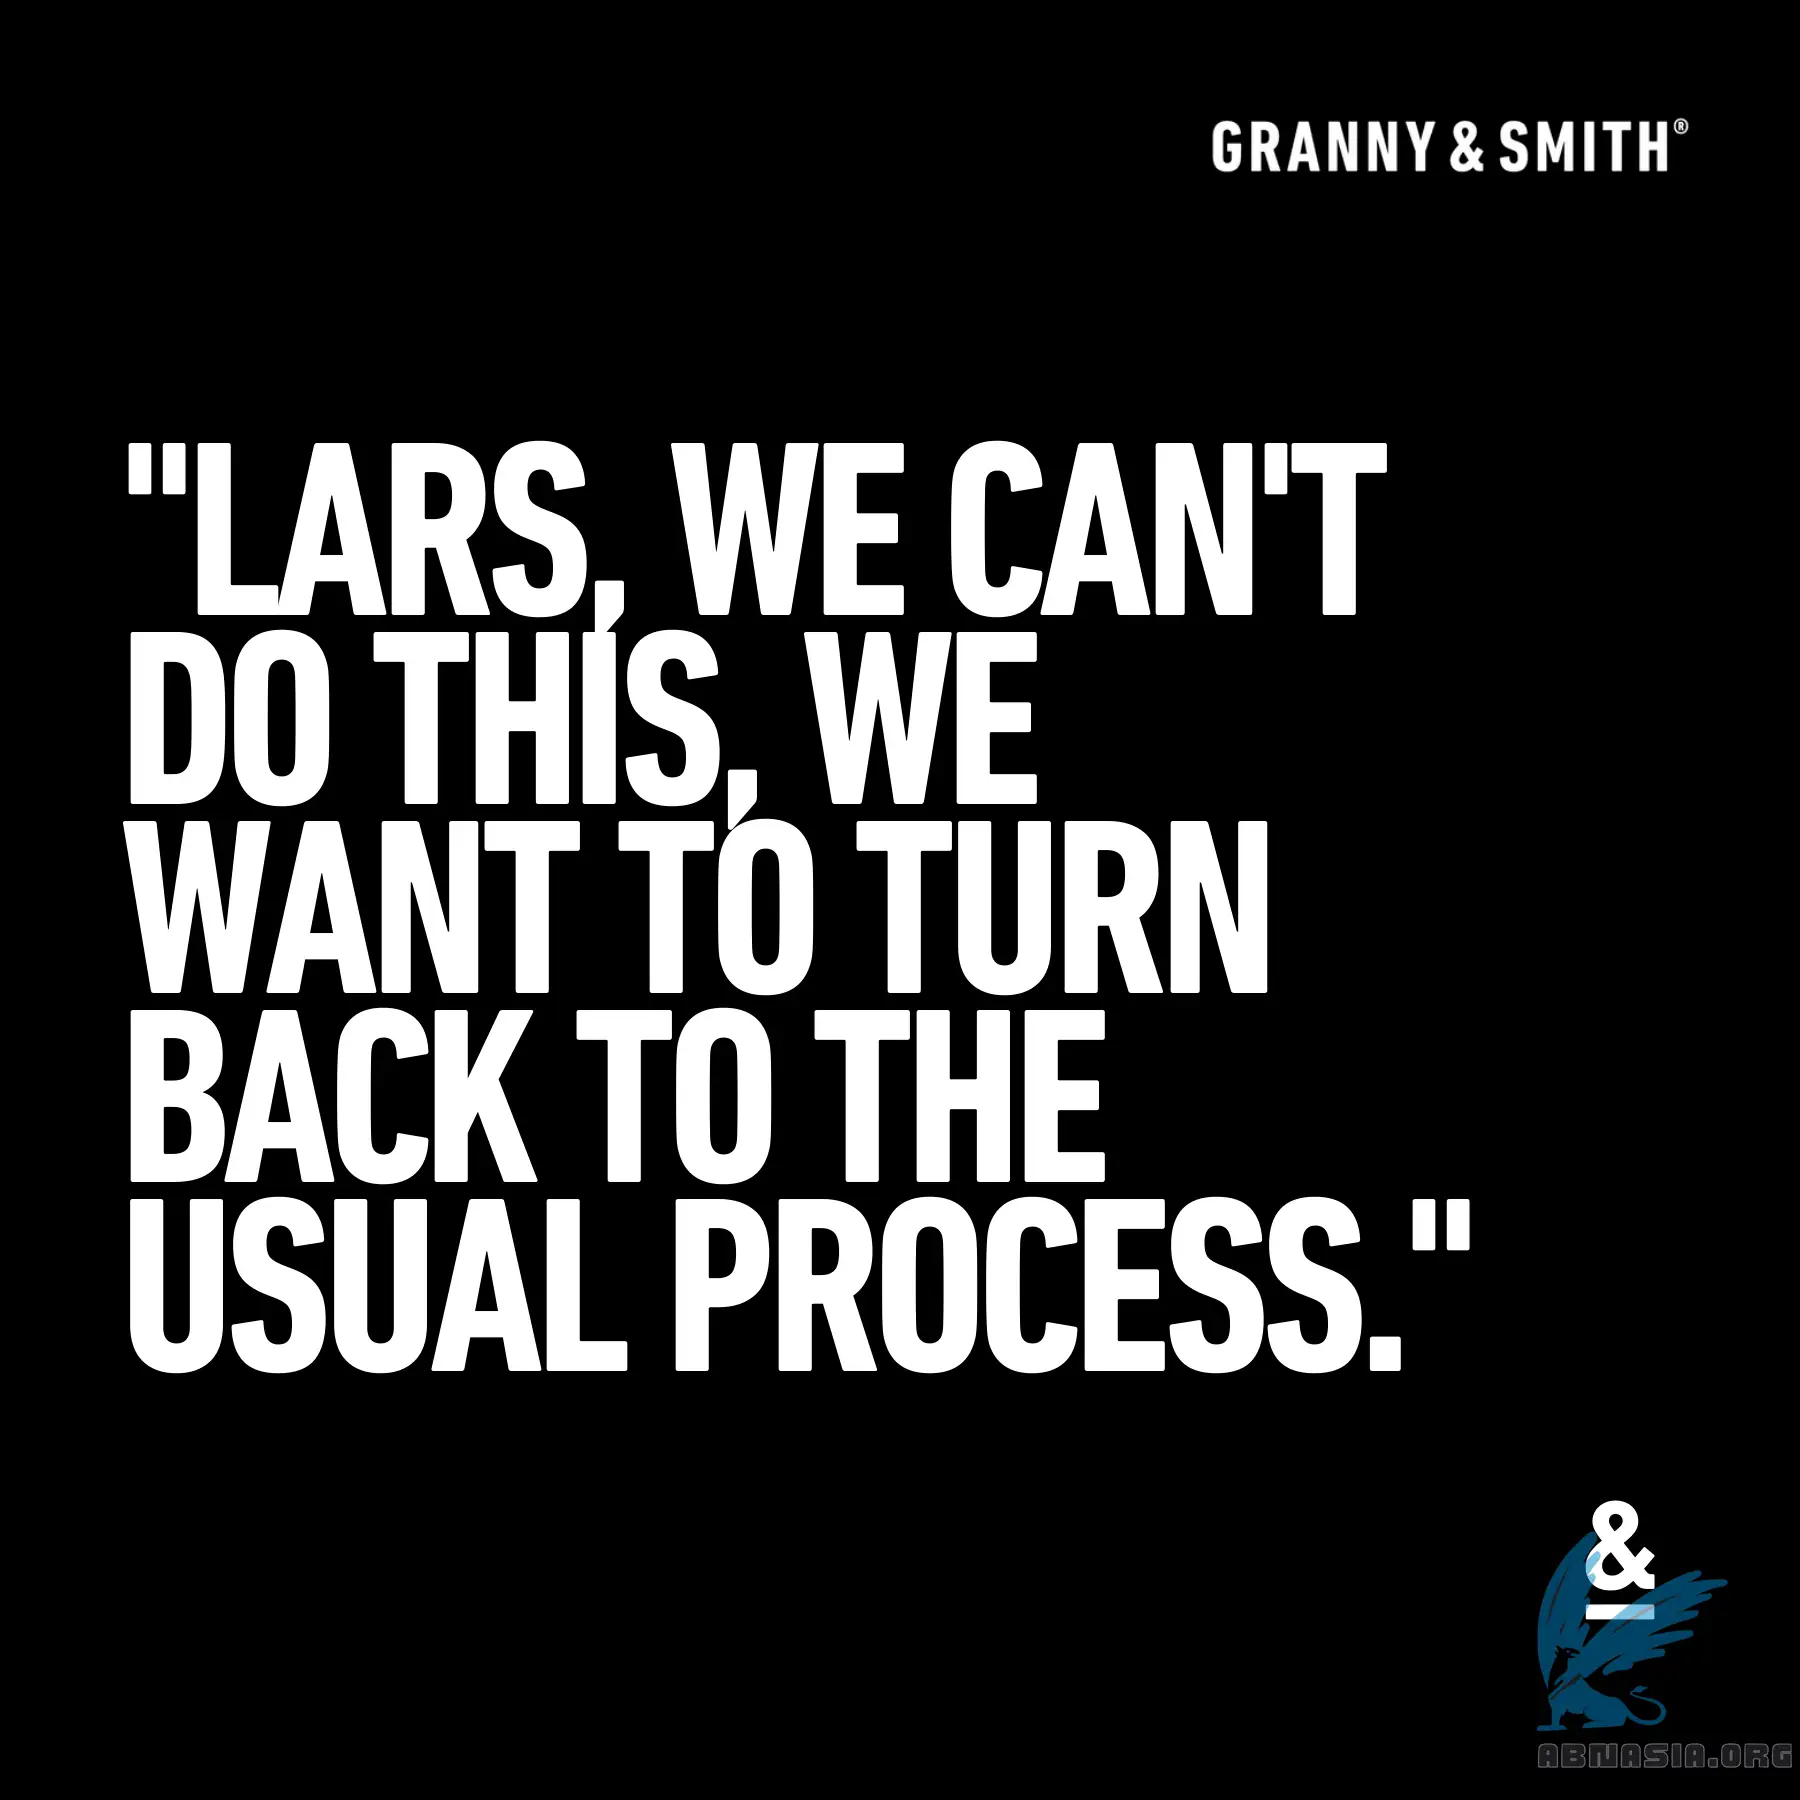 GRANNY & SMITH®
"LARS, WE CAN'T
DO THIS, WE
WANT TO TURN
BACK TO THE
USUAL PROCESS."
&
ABNASIA.ORG